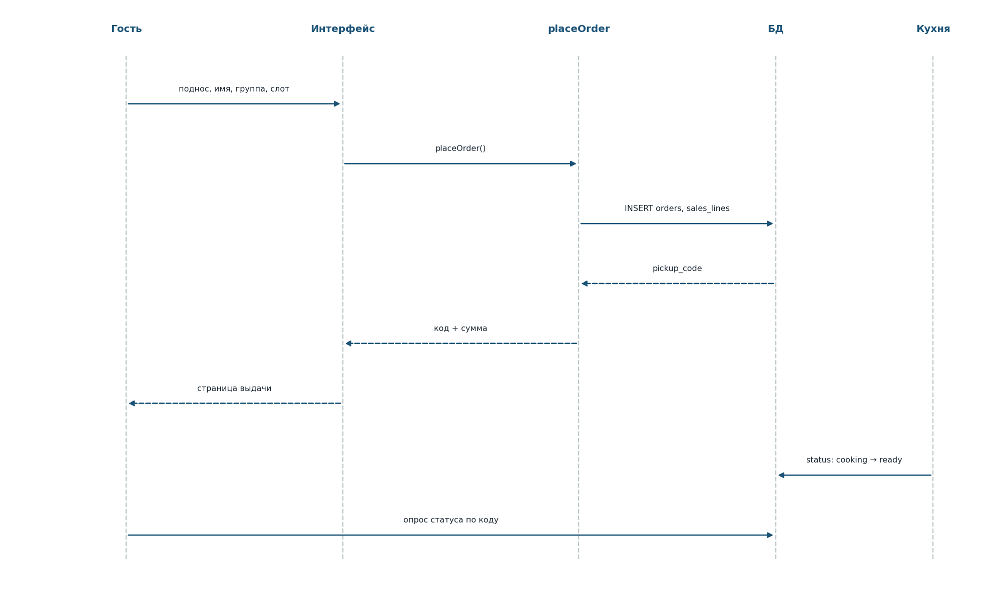 Гость
Интерфейс
placeOrder
БД
Кухня
поднос, имя, группа, слот
placeOrder()
INSERT orders, sales_lines
pickup_code
код + сумма
страница выдачи
status: cooking → ready
опрос статуса по коду